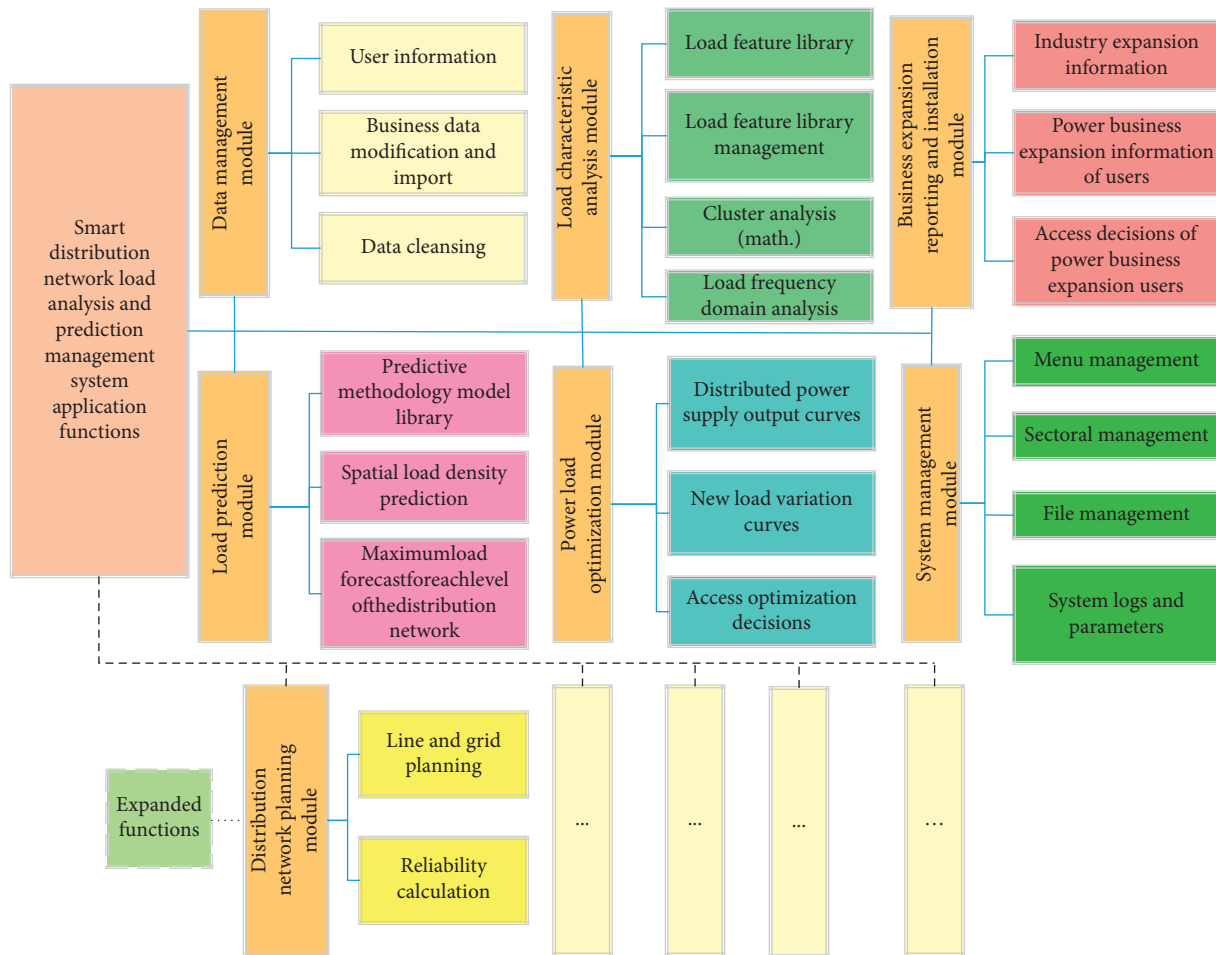 Smart
distribution
network load
analysis and
prediction
management
system
application
functions
Data management
module
User information
Business data
modification and
import
Data cleansing
Load characteristic
analysis module
Load feature library
Load feature library
management
Cluster analysis
(math.)
Load frequency
domain analysis
Business expansion
reporting and installation
module
Industry expansion
information
Power business
expansion information
of users
Access decisions of
power business
expansion users
Load prediction
module
Predictive
methodology model
library
Spatial load density
prediction
Maximumload
forecastforeachlevel
ofthedistribution
network
Power load
optimization module
Distributed power
supply output curves
New load variation
curves
Access optimization
decisions
System management
module
Menu management
Sectoral management
File management
System logs and
parameters
Expanded
functions
Distribution
network planning
module
Line and grid
planning
Reliability
calculation
...
...
...
...